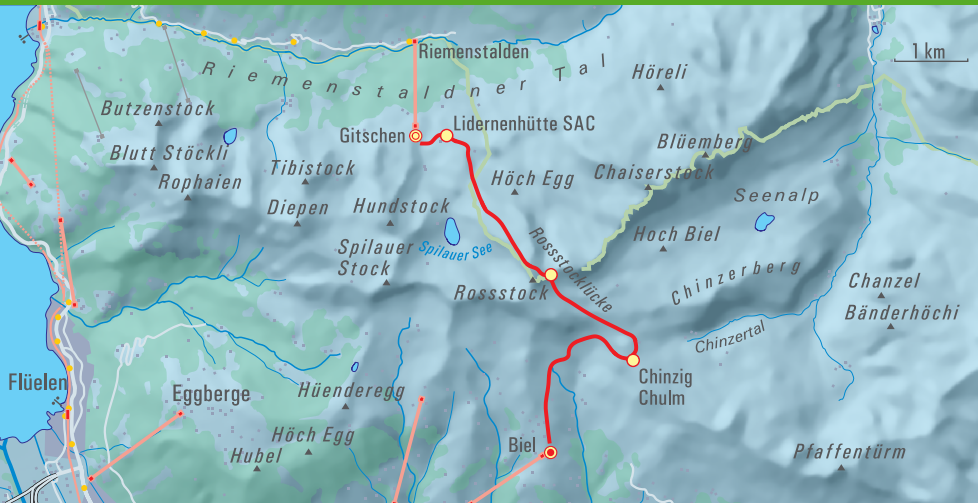 Riemenstalden
1 km
Riemenstaldner Tal
Höreli
Butzenstock
Gitschen
Lidernenhütte SAC
Blüemberg
Blutt Stöckli
Tibistock
Höch Egg
Chaiserstock
Rophaien
Seenalp
Diepen
Hundstock
Hoch Biel
Spilauer
Stock
Spilauer See
Rossstocklücke
Chinzerberg
Rossstock
Chanzel
Bänderhöchi
Chinzertal
Flüelen
Eggberge
Hüenderegg
Chinzig
Chulm
Höch Egg
Hubel
Biel
Pfaffentürm